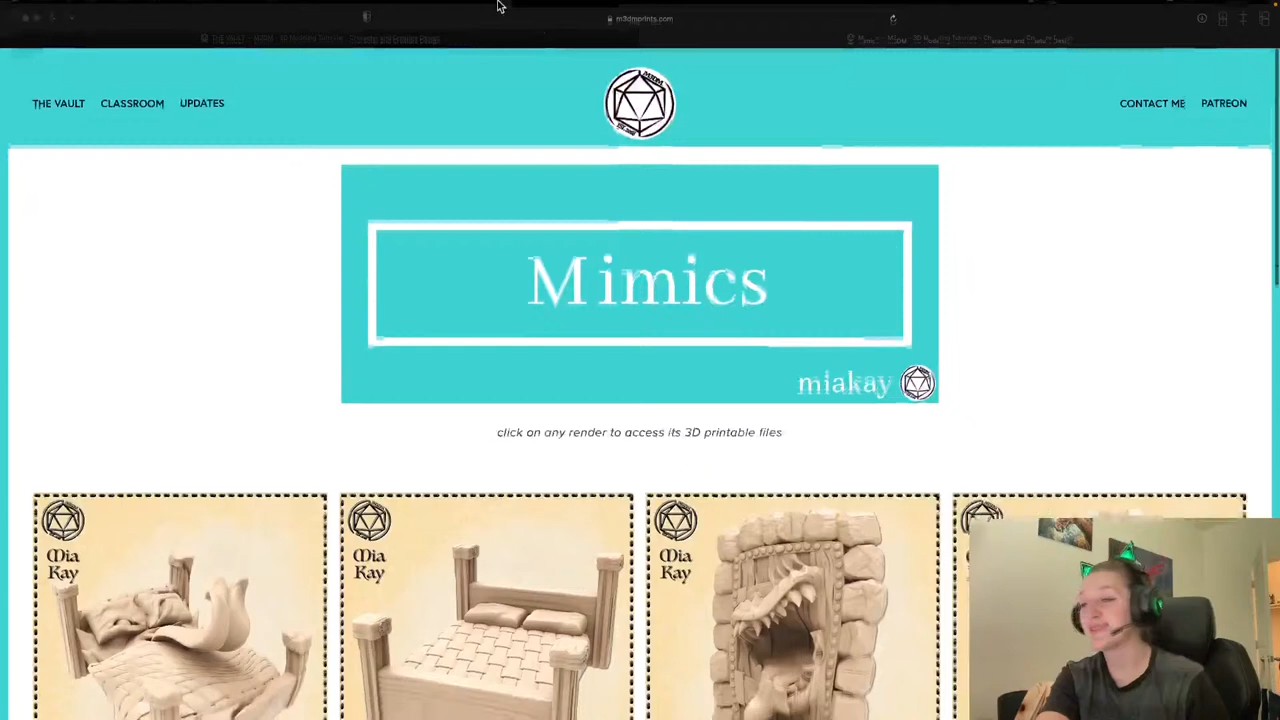 m3dmprints.com
THE VAULT CLASSROOM UPDATES
CONTACT ME PATREON
Mimics
miakay
click on any render to access its 3D printable files
Mia
Kay
Mia
Kay
Mia
Kay